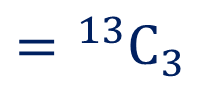 = ¹³C₃